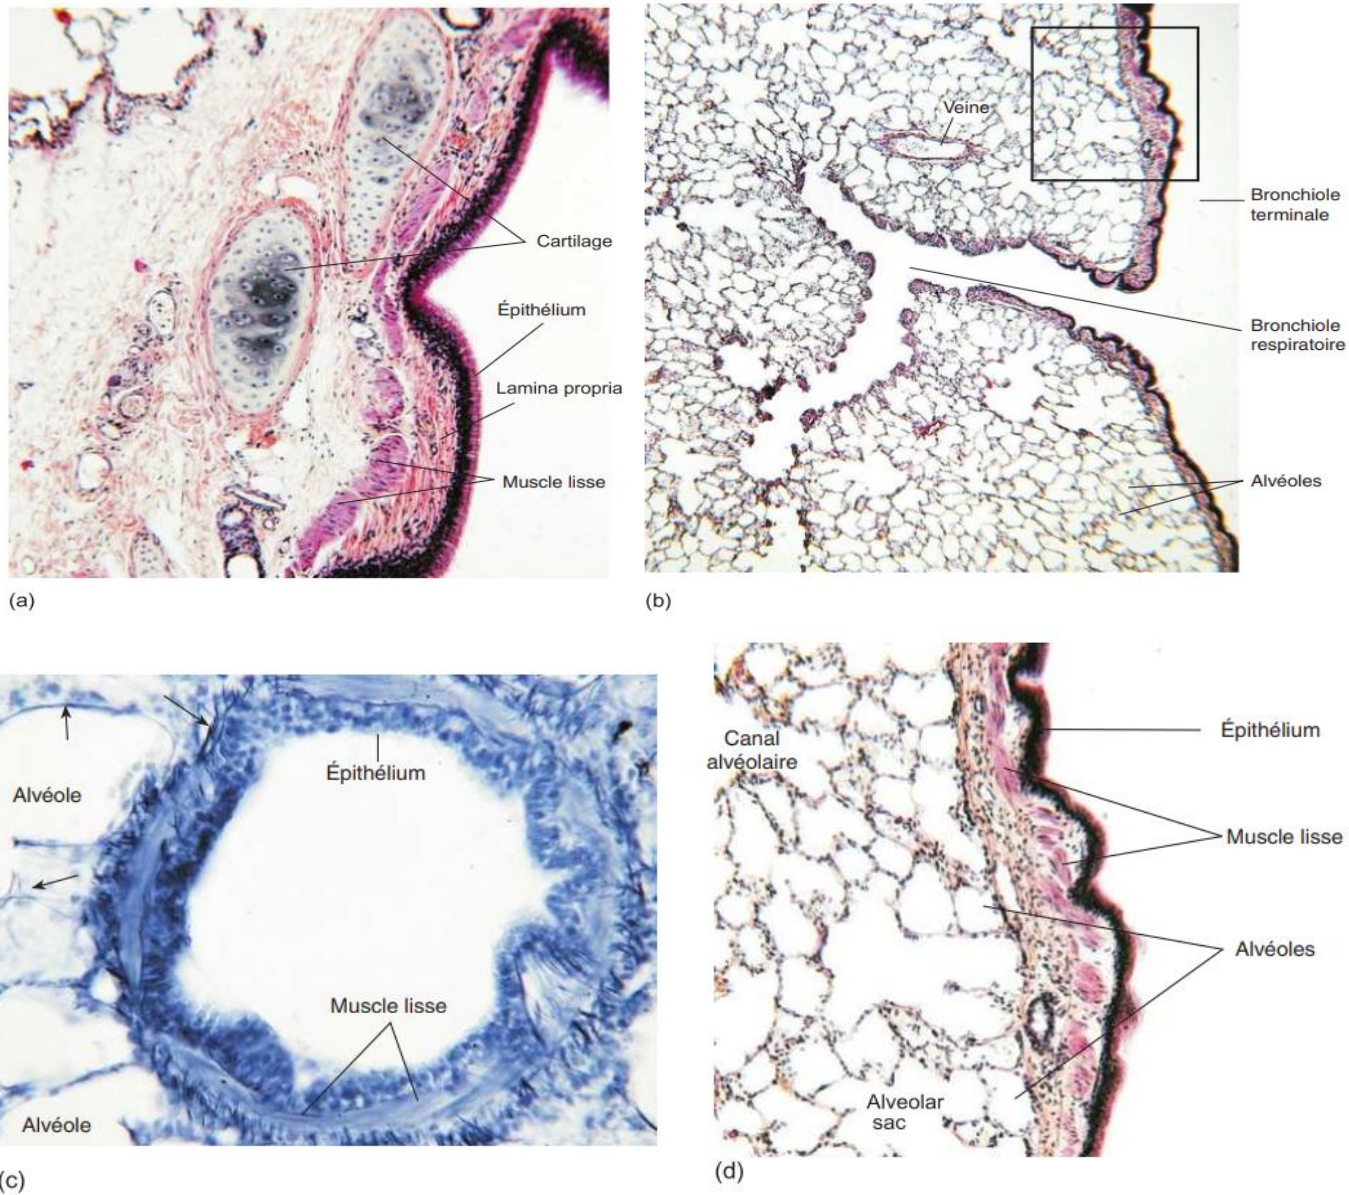 Cartilage
Épithélium
Lamina propria
Muscle lisse
(a)
Veine
Bronchiole
terminale
Bronchiole
respiratoire
Alvéoles
(b)
Épithélium
Alvéole
Muscle lisse
Alvéole
(c)
Canal
alvéolaire
Épithélium
Muscle lisse
Alvéoles
Alveolar
sac
(d)